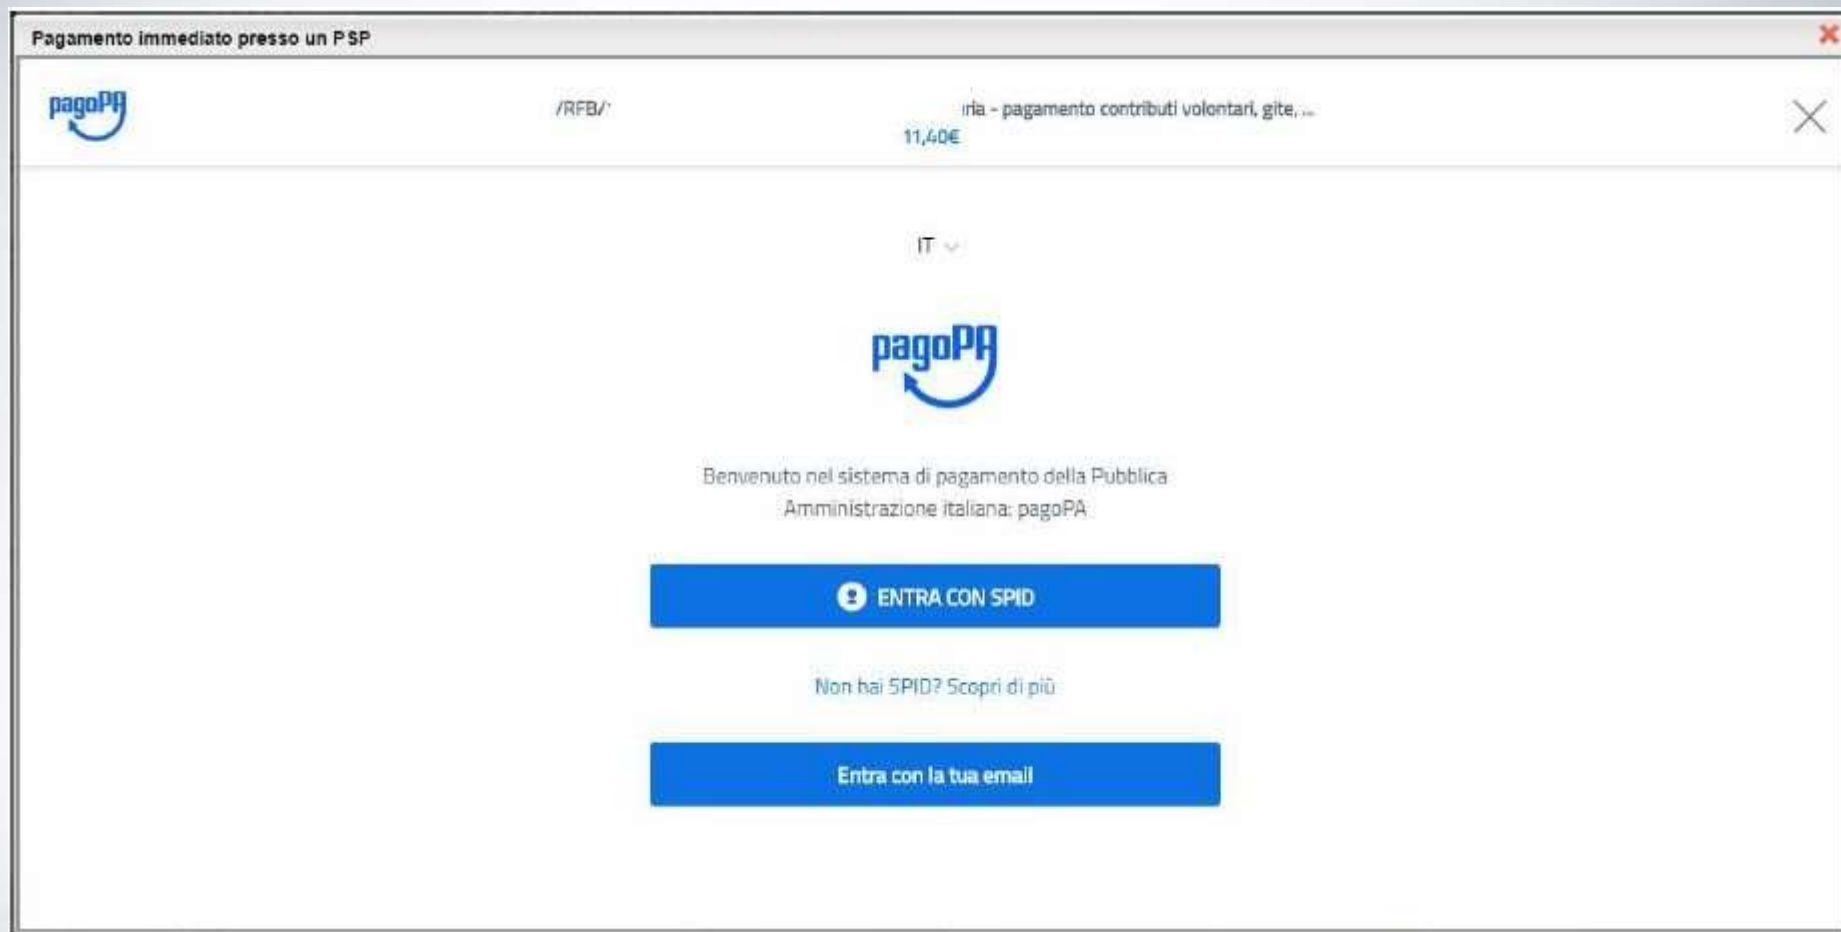 Pagamento immediato presso un PSP
pagoPA
/RFB/ - pagamento contributi volontari, gite, ...
11,40€
IT
pagoPA
Benvenuto nel sistema di pagamento della Pubblica
Amministrazione italiana: pagoPA
ENTRA CON SPID
Non hai SPID? Scopri di più
Entra con la tua email